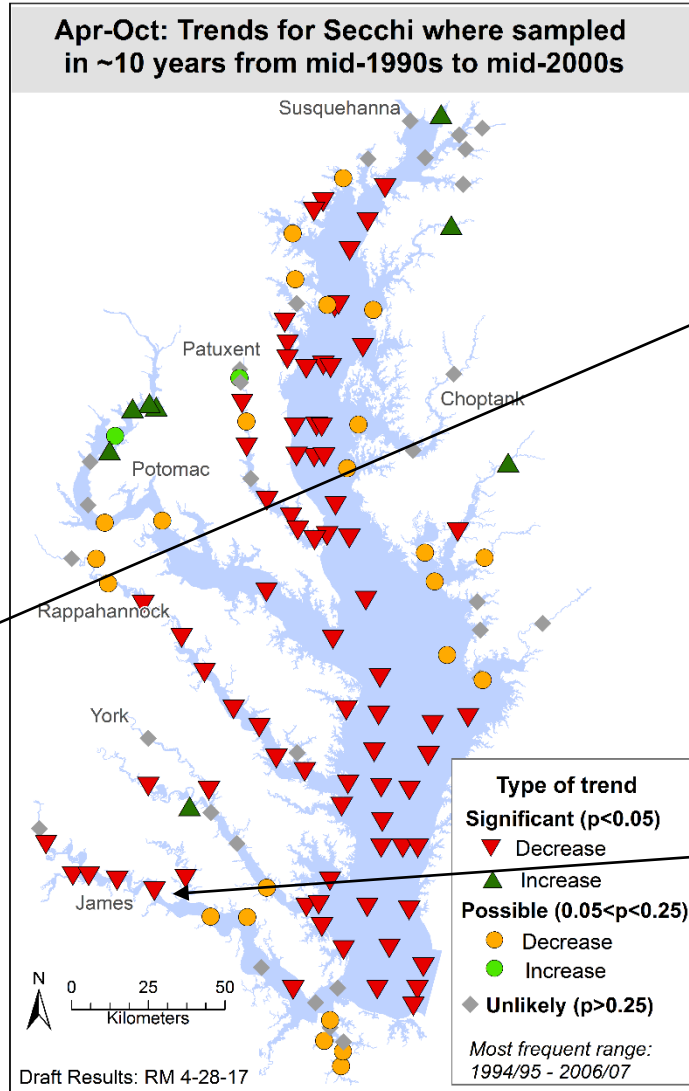 Apr-Oct: Trends for Secchi where sampled
in ~10 years from mid-1990s to mid-2000s
Susquehanna
Patuxent
Choptank
Potomac
Rappahannock
York
James
N
0 25 50
Kilometers
Draft Results: RM 4-28-17
Type of trend
Significant (p<0.05)
Decrease
Increase
Possible (0.05<p<0.25)
Decrease
Increase
Unlikely (p>0.25)
Most frequent range:
1994/95 - 2006/07